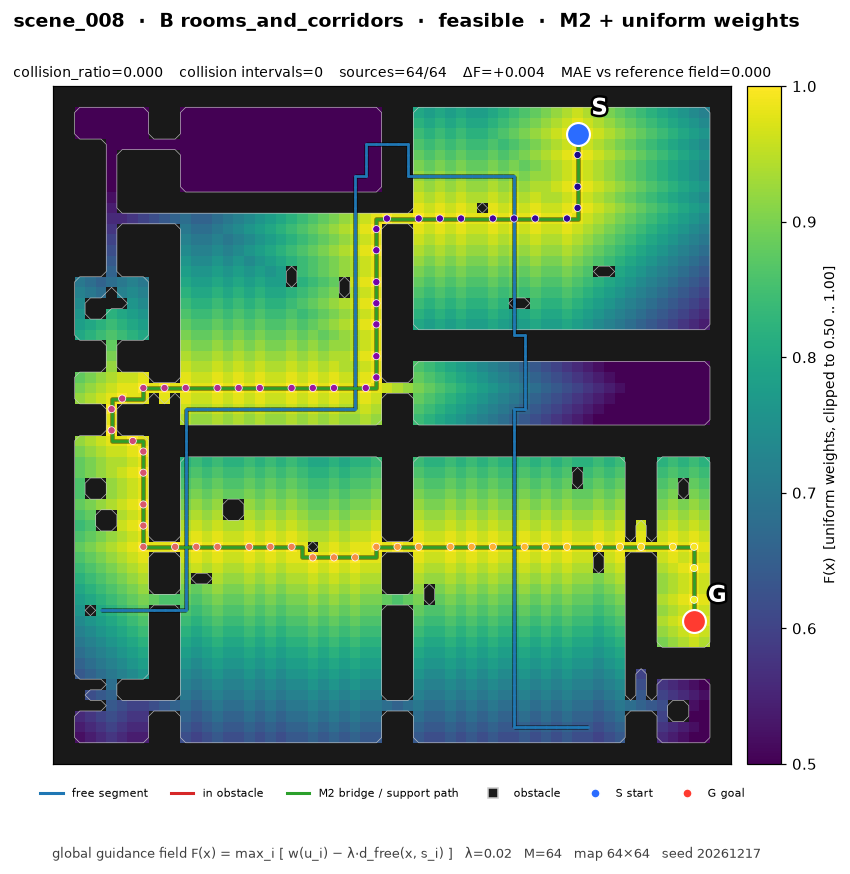 scene_008 · B rooms_and_corridors · feasible · M2 + uniform weights
collision_ratio=0.000 collision intervals=0 sources=64/64 ΔF=+0.004 MAE vs reference field=0.000
S
G
1.0
0.9
0.8
0.7
0.6
0.5
F(x) [uniform weights, clipped to 0.50 .. 1.00]
free segment in obstacle M2 bridge / support path obstacle S start G goal
global guidance field F(x) = max_i [ w(u_i) − λ·d_free(x, s_i) ] λ=0.02 M=64 map 64×64 seed 20261217